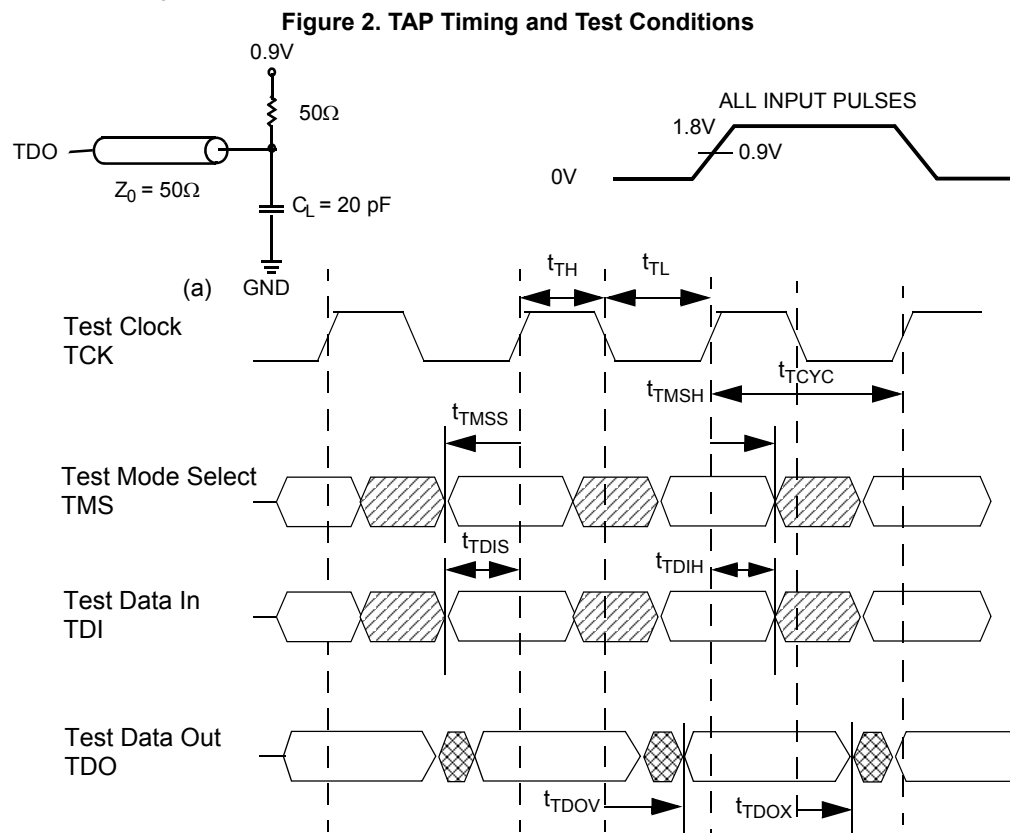 Figure 2. TAP Timing and Test Conditions
0.9V
50Ω
TDO
Z0 = 50Ω
CL = 20 pF
GND
(a)
ALL INPUT PULSES
1.8V
0.9V
0V
tTH
tTL
Test Clock
TCK
tTCYC
tTMSH
tTMSS
Test Mode Select
TMS
tTDIS
tTDIH
Test Data In
TDI
Test Data Out
TDO
tTDOV
tTDOX